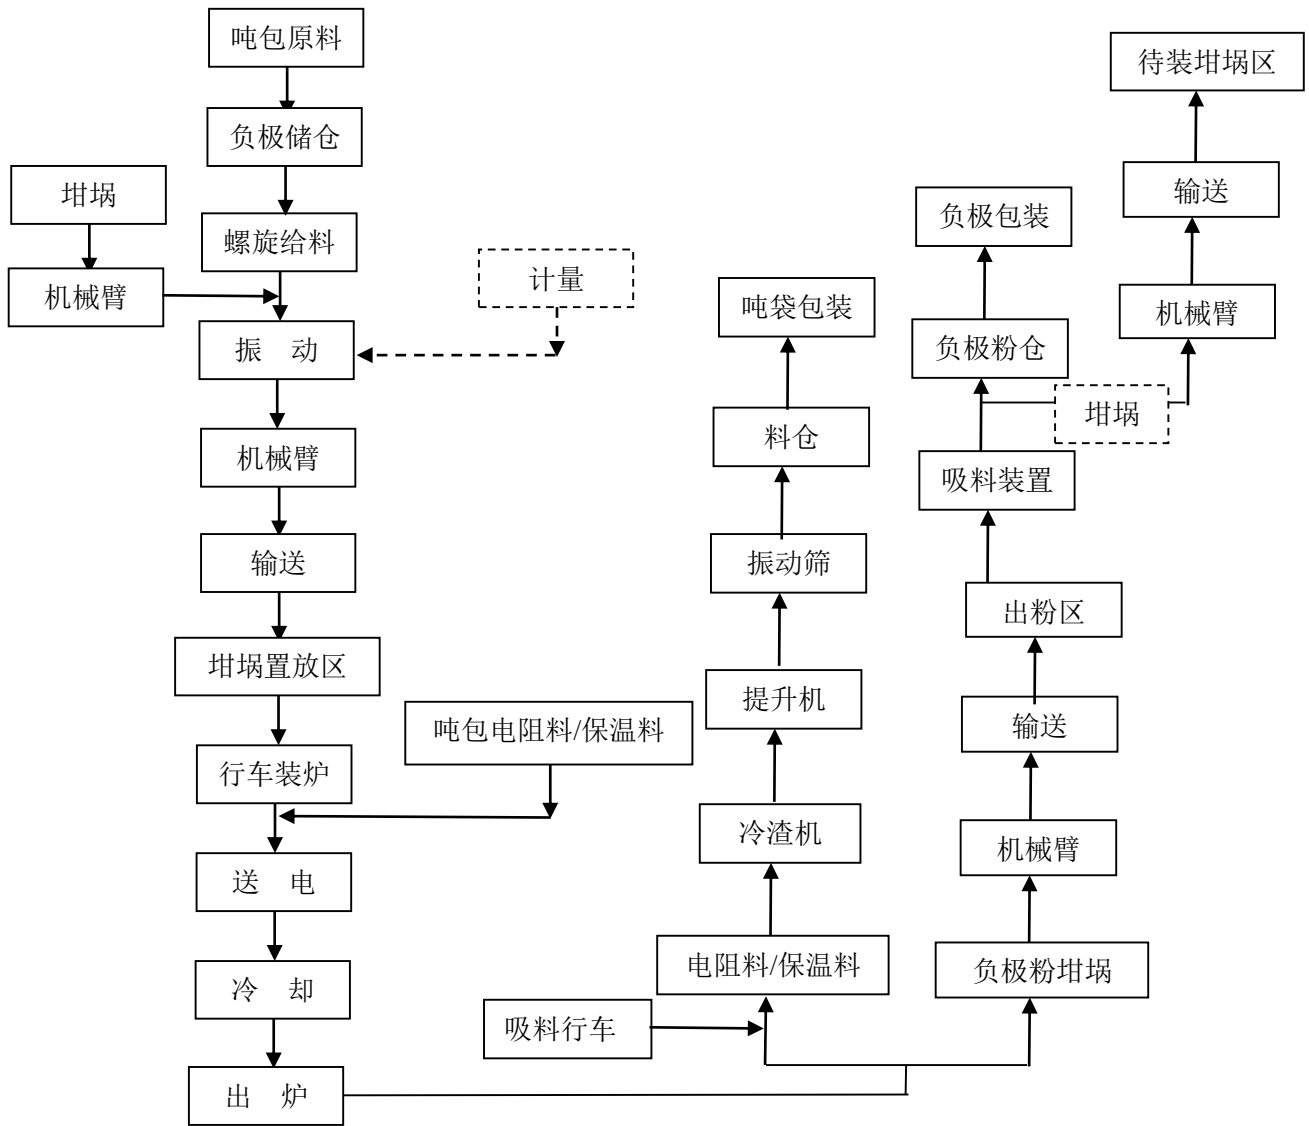 吨包原料
负极储仓
坩埚
螺旋给料
机械臂
计量
振 动
机械臂
输送
坩埚置放区
吨包电阻料/保温料
行车装炉
送 电
冷 却
出 炉
吸料行车
电阻料/保温料
冷渣机
提升机
振动筛
料仓
吨袋包装
负极粉坩埚
机械臂
输送
出粉区
吸料装置
坩埚
负极粉仓
负极包装
机械臂
输送
待装坩埚区